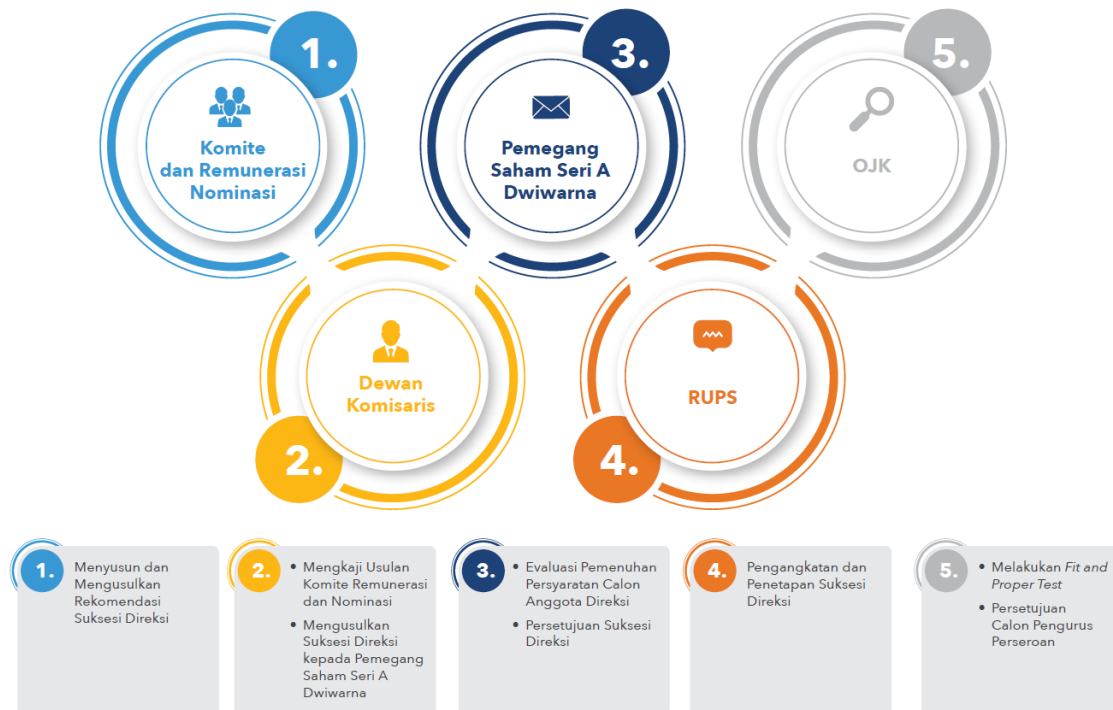 1.
Komite
dan Remunerasi
Nominasi
2.
Dewan
Komisaris
3.
Pemegang
Saham Seri A
Dwiwarna
4.
RUPS
5.
OJK
1.
Menyusun dan
Mengusulkan
Rekomendasi
Suksesi Direksi
2.
• Mengkaji Usulan
Komite Remunerasi
dan Nominasi
• Mengusulkan
Suksesi Direksi
kepada Pemegang
Saham Seri A
Dwiwarna
3.
• Evaluasi Pemenuhan
Persyaratan Calon
Anggota Direksi
• Persetujuan Suksesi
Direksi
4.
Pengangkatan dan
Penetapan Suksesi
Direksi
5.
• Melakukan Fit and
Proper Test
• Persetujuan
Calon Pengurus
Perseroan